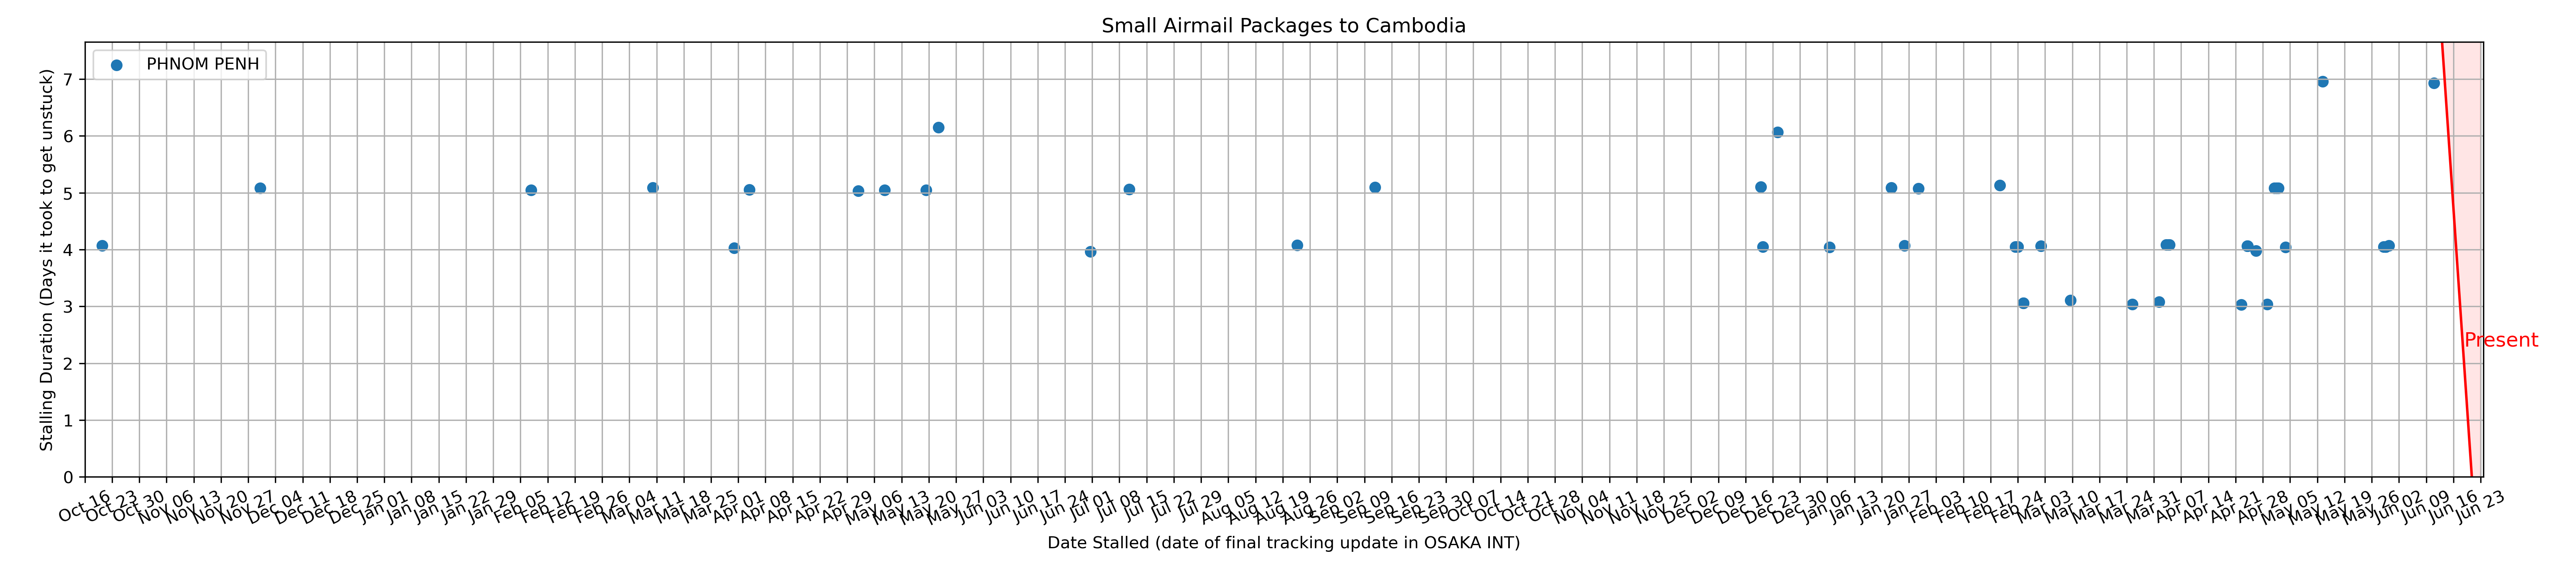 Small Airmail Packages to Cambodia
PHNOM PENH
Stalling Duration (Days it took to get unstuck)
7
6
5
4
3
2
1
0
Present
Oct 16 Oct 23 Oct 30 Nov 06 Nov 13 Nov 20 Nov 27 Dec 04 Dec 11 Dec 18 Dec 25 Jan 01 Jan 08 Jan 15 Jan 22 Jan 29 Feb 05 Feb 12 Feb 19 Feb 26 Mar 04 Mar 11 Mar 18 Mar 25 Apr 01 Apr 08 Apr 15 Apr 22 Apr 29 May 06 May 13 May 20 May 27 Jun 03 Jun 10 Jun 17 Jun 24 Jul 01 Jul 08 Jul 15 Jul 22 Jul 29 Aug 05 Aug 12 Aug 19 Aug 26 Sep 02 Sep 09 Sep 16 Sep 23 Sep 30 Oct 07 Oct 14 Oct 21 Oct 28 Nov 04 Nov 11 Nov 18 Nov 25 Dec 02 Dec 09 Dec 16 Dec 23 Dec 30 Jan 06 Jan 13 Jan 20 Jan 27 Feb 03 Feb 10 Feb 17 Feb 24 Mar 03 Mar 10 Mar 17 Mar 24 Mar 31 Apr 07 Apr 14 Apr 21 Apr 28 May 05 May 12 May 19 May 26 Jun 02 Jun 09 Jun 16 Jun 23
Date Stalled (date of final tracking update in OSAKA INT)